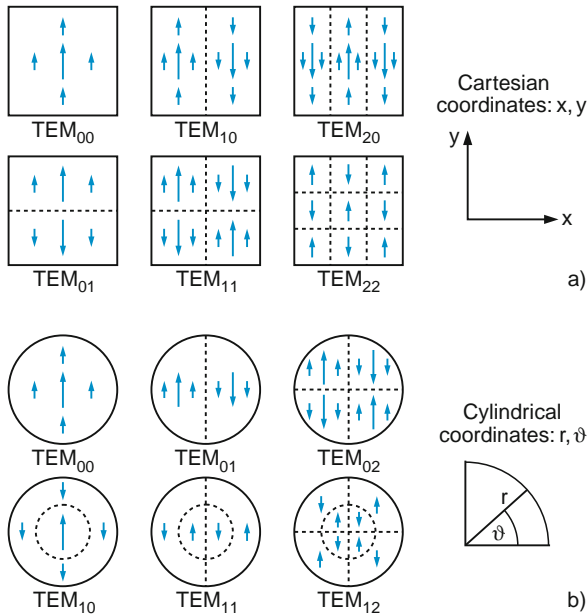 TEM₀₀ TEM₁₀ TEM₂₀
Cartesian
coordinates: x, y
y
x
TEM₀₁ TEM₁₁ TEM₂₂
a)
TEM₀₀ TEM₀₁ TEM₀₂
Cylindrical
coordinates: r, ϑ
r
ϑ
TEM₁₀ TEM₁₁ TEM₁₂
b)